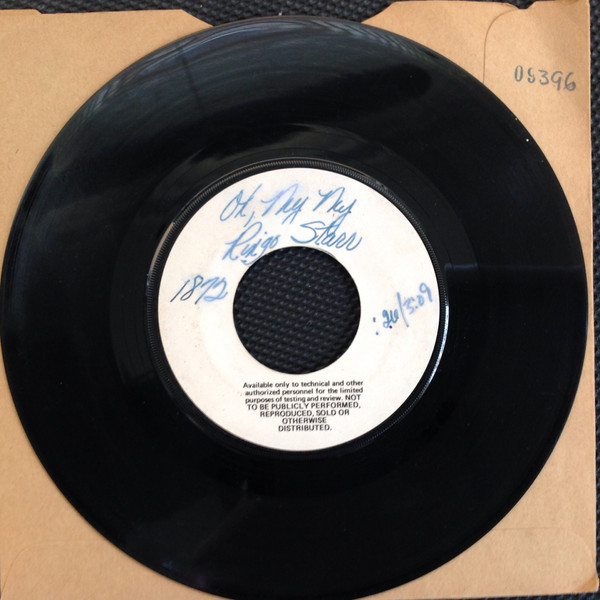 05396
Oh, My My
Ringo Starr
1872
:26/3:09
Available only to technical and other
authorized personnel for the limited
purposes of testing and review. NOT
TO BE PUBLICLY PERFORMED,
REPRODUCED, SOLD OR
OTHERWISE
DISTRIBUTED.